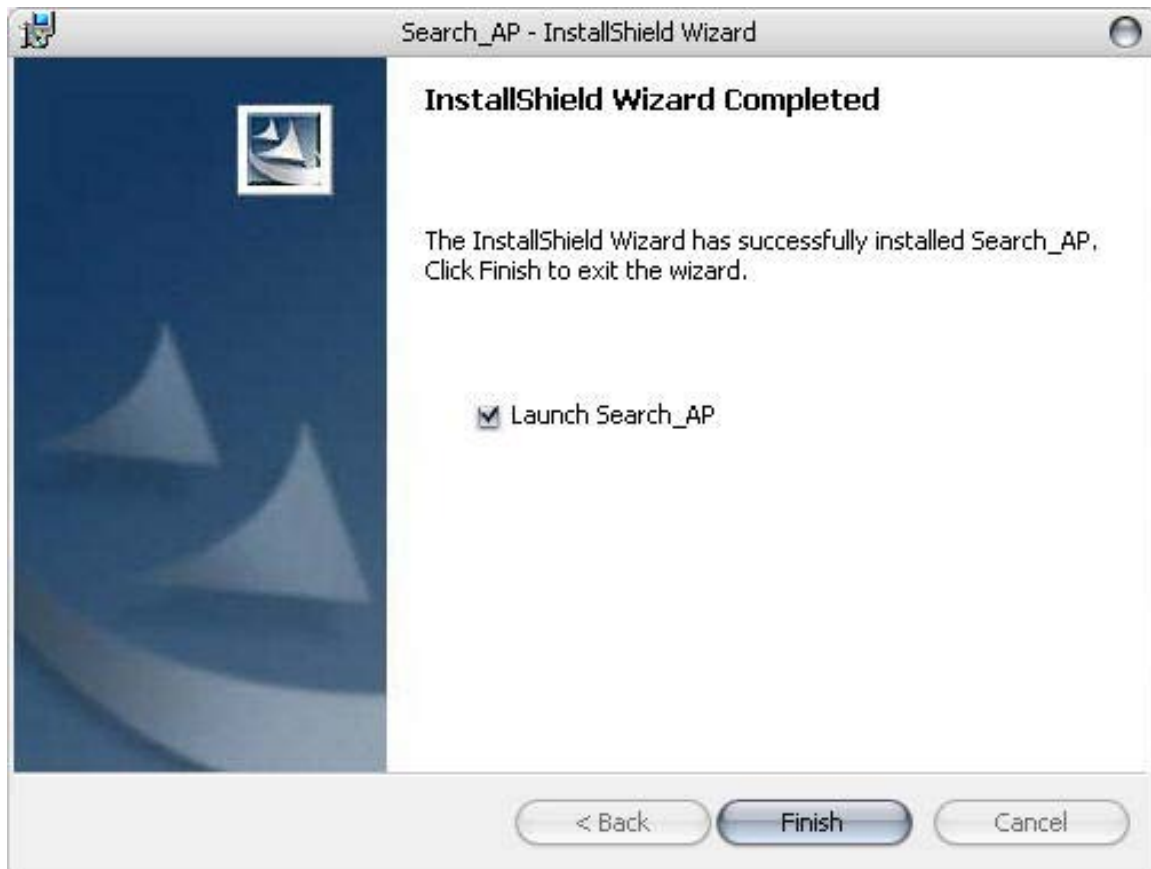 Search_AP - InstallShield Wizard
InstallShield Wizard Completed
The InstallShield Wizard has successfully installed Search_AP.
Click Finish to exit the wizard.
Launch Search_AP
< Back
Finish
Cancel